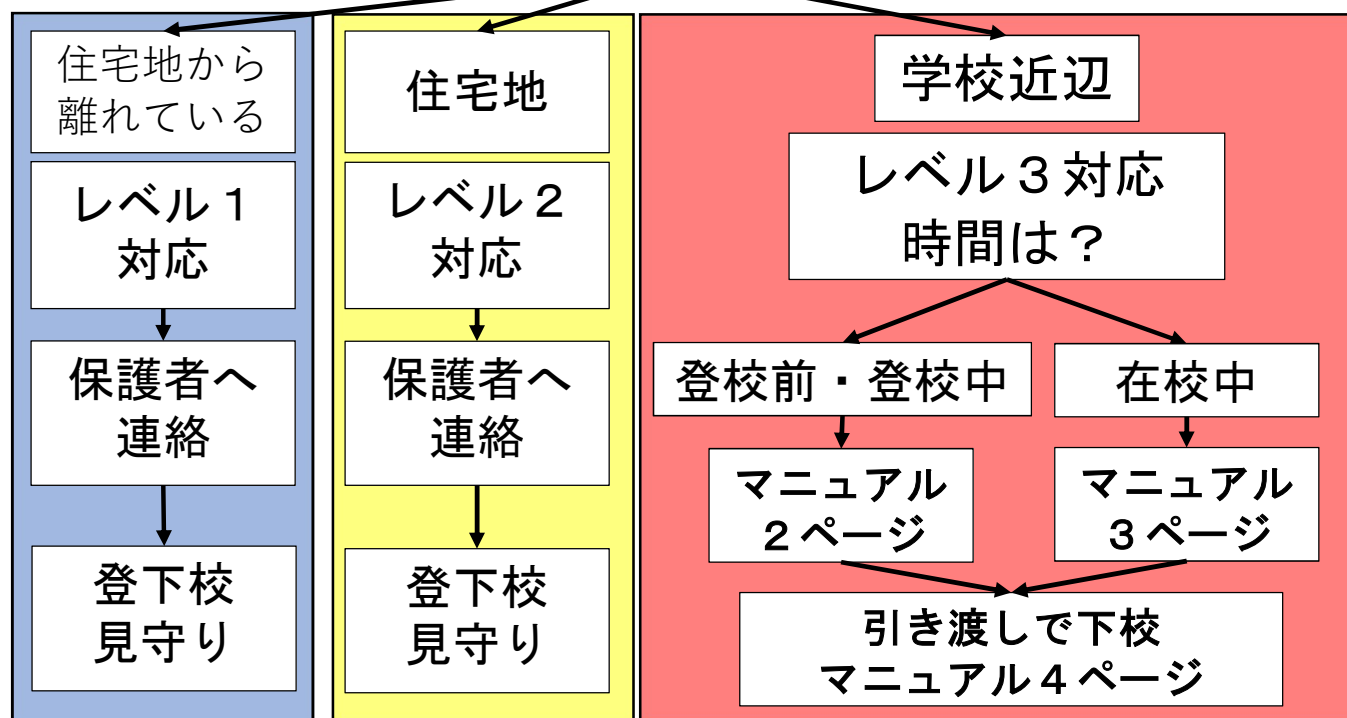 住宅地から
離れている
レベル１
対応
保護者へ
連絡
登下校
見守り
住宅地
レベル２
対応
保護者へ
連絡
登下校
見守り
学校近辺
レベル３対応
時間は？
登校前・登校中
在校中
マニュアル
２ページ
マニュアル
３ページ
引き渡しで下校
マニュアル４ページ